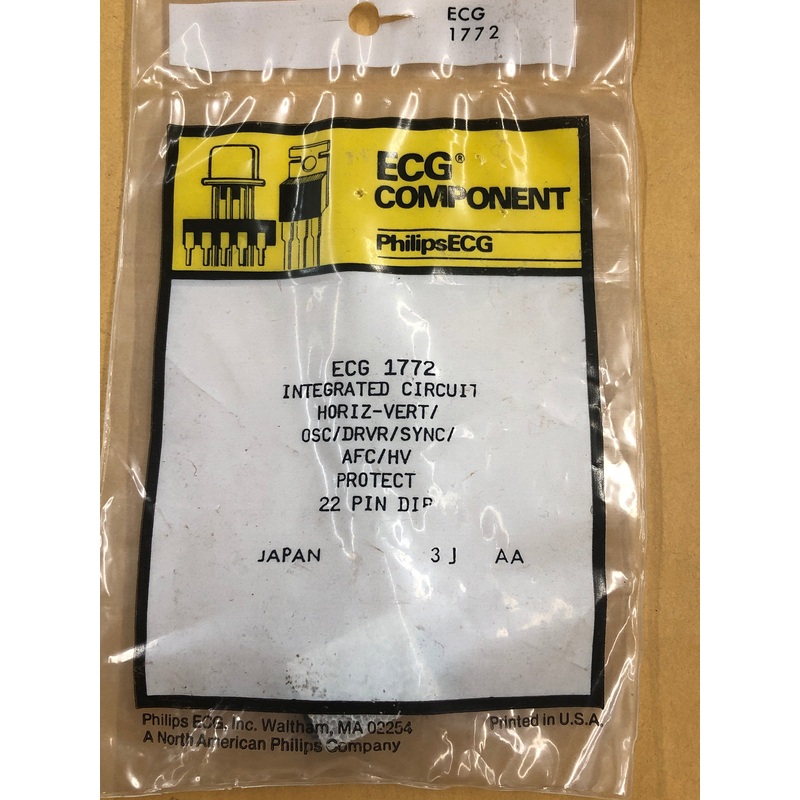 ECG
1772
ECG®
COMPONENT
PhilipsECG
ECG 1772
INTEGRATED CIRCUIT
HORIZ-VERT/
OSC/DRVR/SYNC/
AFC/HV
PROTECT
22 PIN DIP
JAPAN 3J AA
Philips ECG, Inc. Waltham, MA 02254 Printed in U.S.A.
A North American Philips Company